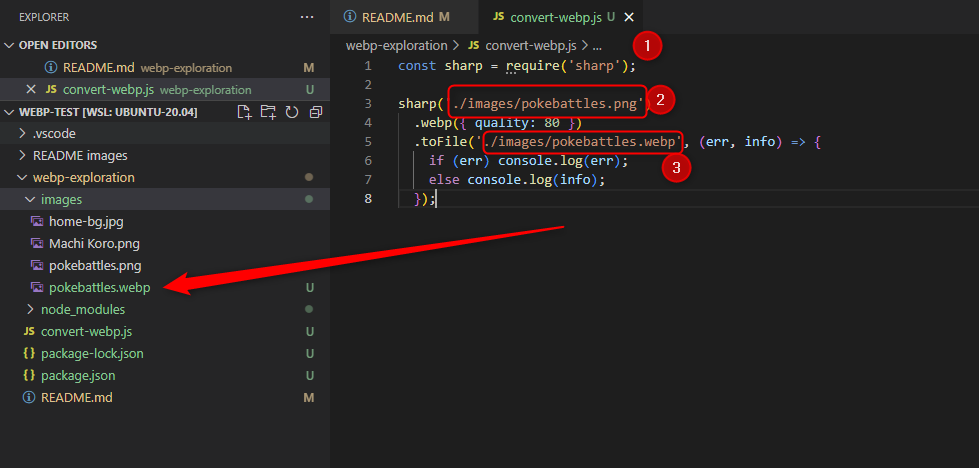 EXPLORER ...
OPEN EDITORS
README.md webp-exploration M
convert-webp.js webp-exploration U
WEBP-TEST [WSL: UBUNTU-20.04]
.vscode
README images
webp-exploration
images
home-bg.jpg
Machi Koro.png
pokebattles.png
pokebattles.webp U
node_modules
JS convert-webp.js U
{} package-lock.json U
{} package.json U
README.md M
README.md M JS convert-webp.js U
webp-exploration > JS convert-webp.js > ...
1
1 const sharp = require('sharp');
2
3 sharp('./images/pokebattles.png')
2
4 .webp({ quality: 80 })
5 .toFile('./images/pokebattles.webp', (err, info) => {
6 if (err) console.log(err);
3
7 else console.log(info);
8 });